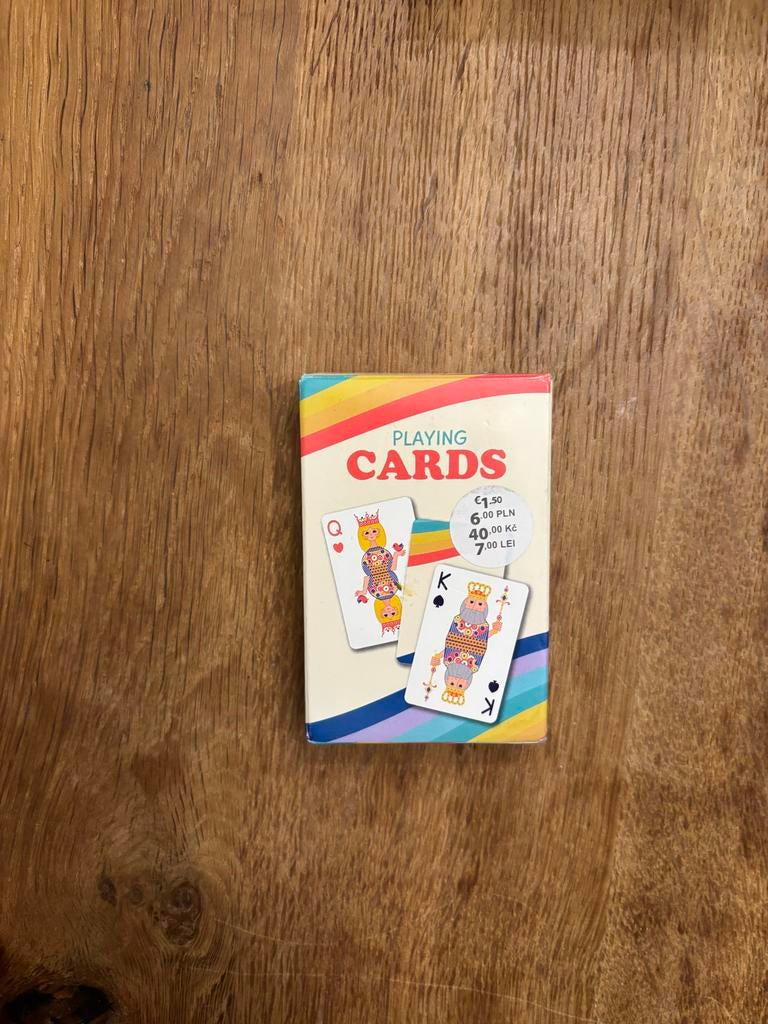 PLAYING
CARDS
€1.50
6.00 PLN
40,00 Kč
7,00 LEI
Q
K
K